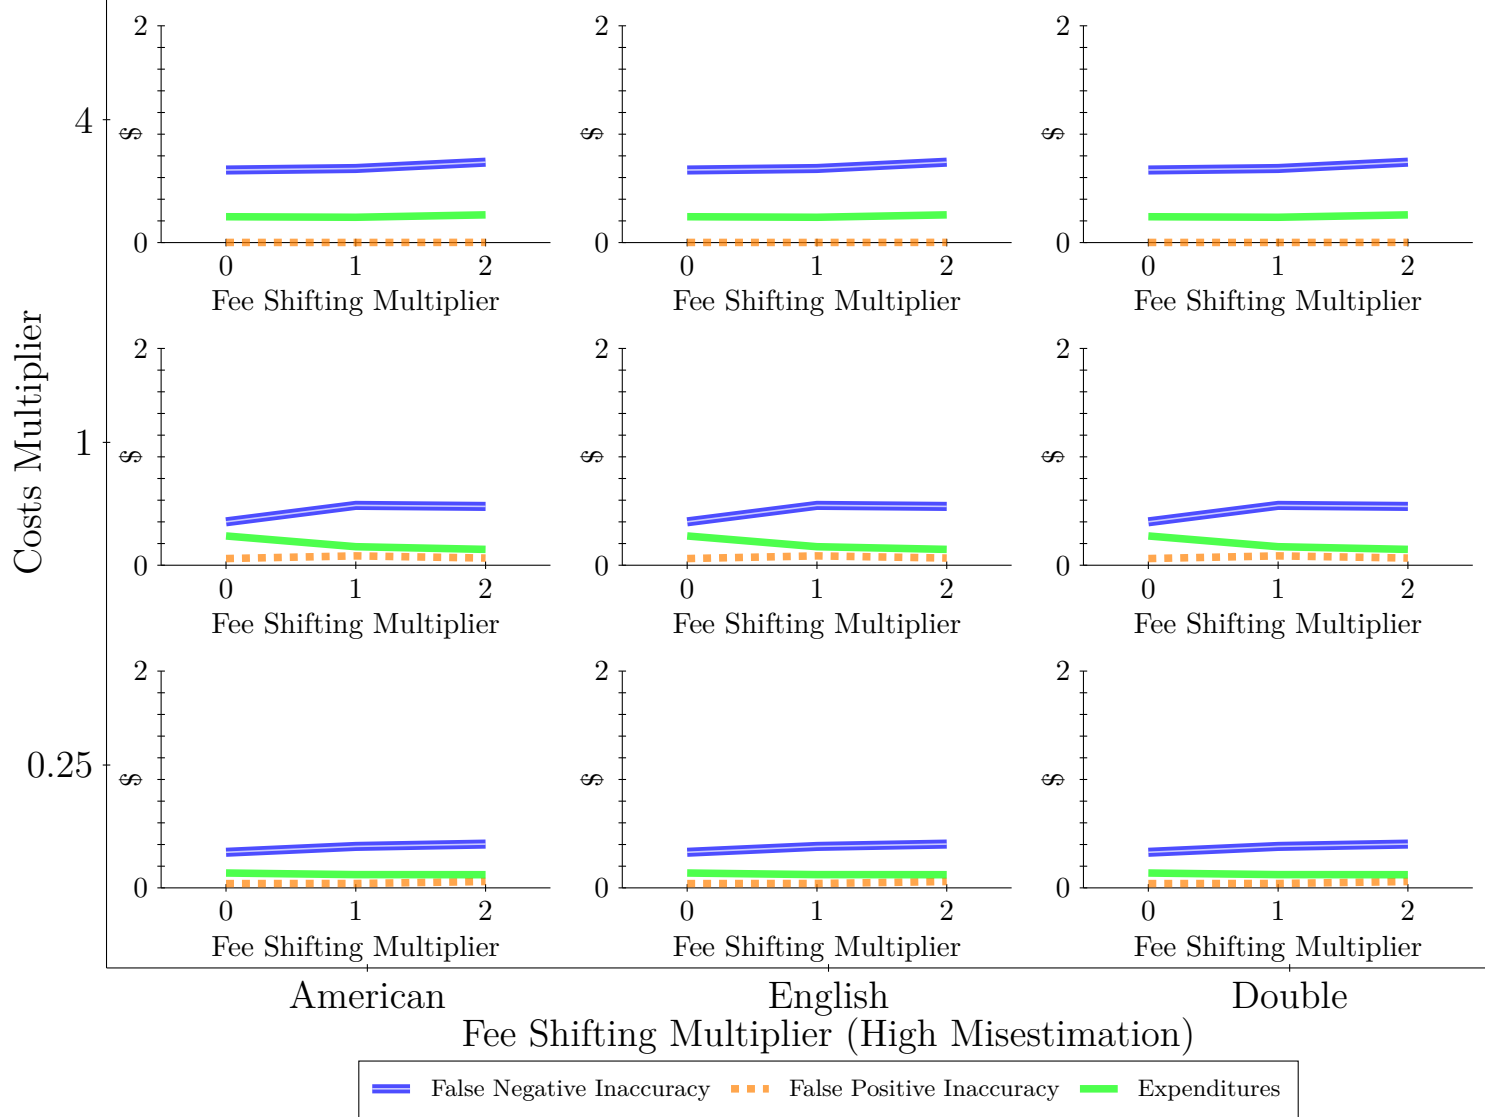 2
2
2
4
$
$
$
0
0
0
0 1 2
0 1 2
0 1 2
Fee Shifting Multiplier
Fee Shifting Multiplier
Fee Shifting Multiplier
Costs Multiplier
2
2
2
1
$
$
$
0
0
0
0 1 2
0 1 2
0 1 2
Fee Shifting Multiplier
Fee Shifting Multiplier
Fee Shifting Multiplier
2
2
2
0.25
$
$
$
0
0
0
0 1 2
0 1 2
0 1 2
Fee Shifting Multiplier
Fee Shifting Multiplier
Fee Shifting Multiplier
American
English
Double
Fee Shifting Multiplier (High Misestimation)
False Negative Inaccuracy
False Positive Inaccuracy
Expenditures